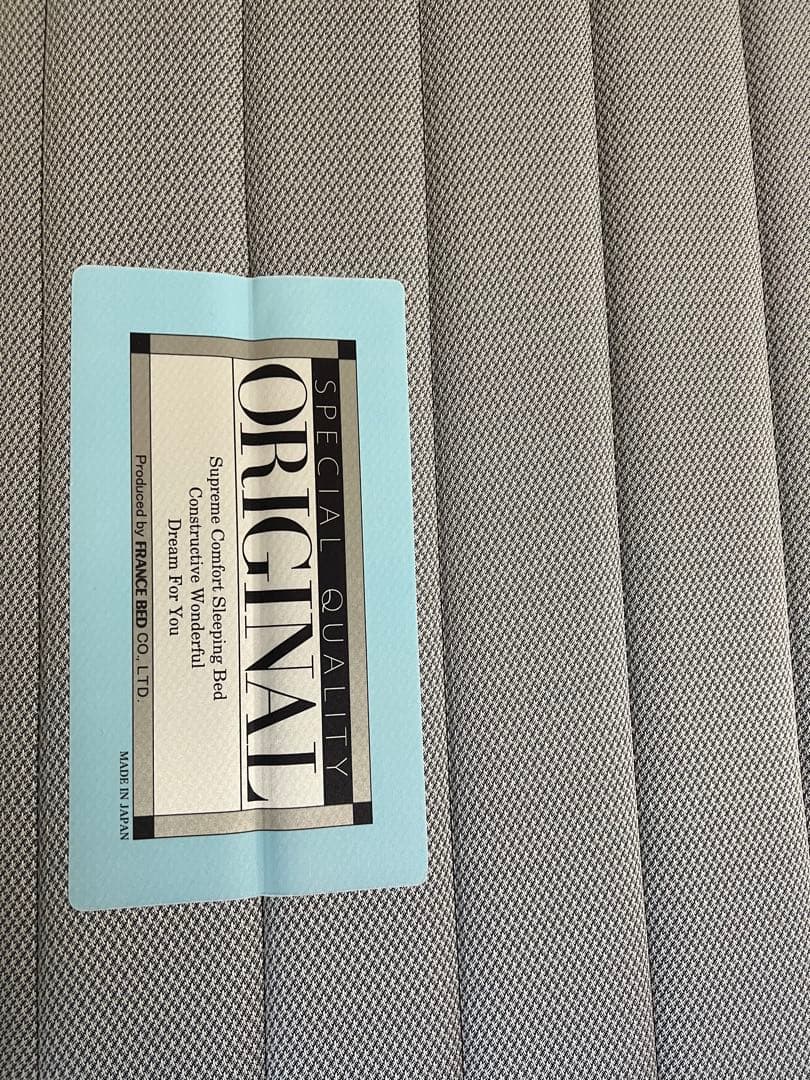 SPECIAL QUALITY
ORIGINAL
Supreme Comfort Sleeping Bed
Constructive Wonderful
Dream For You
Produced by FRANCE BED CO., LTD.
MADE IN JAPAN